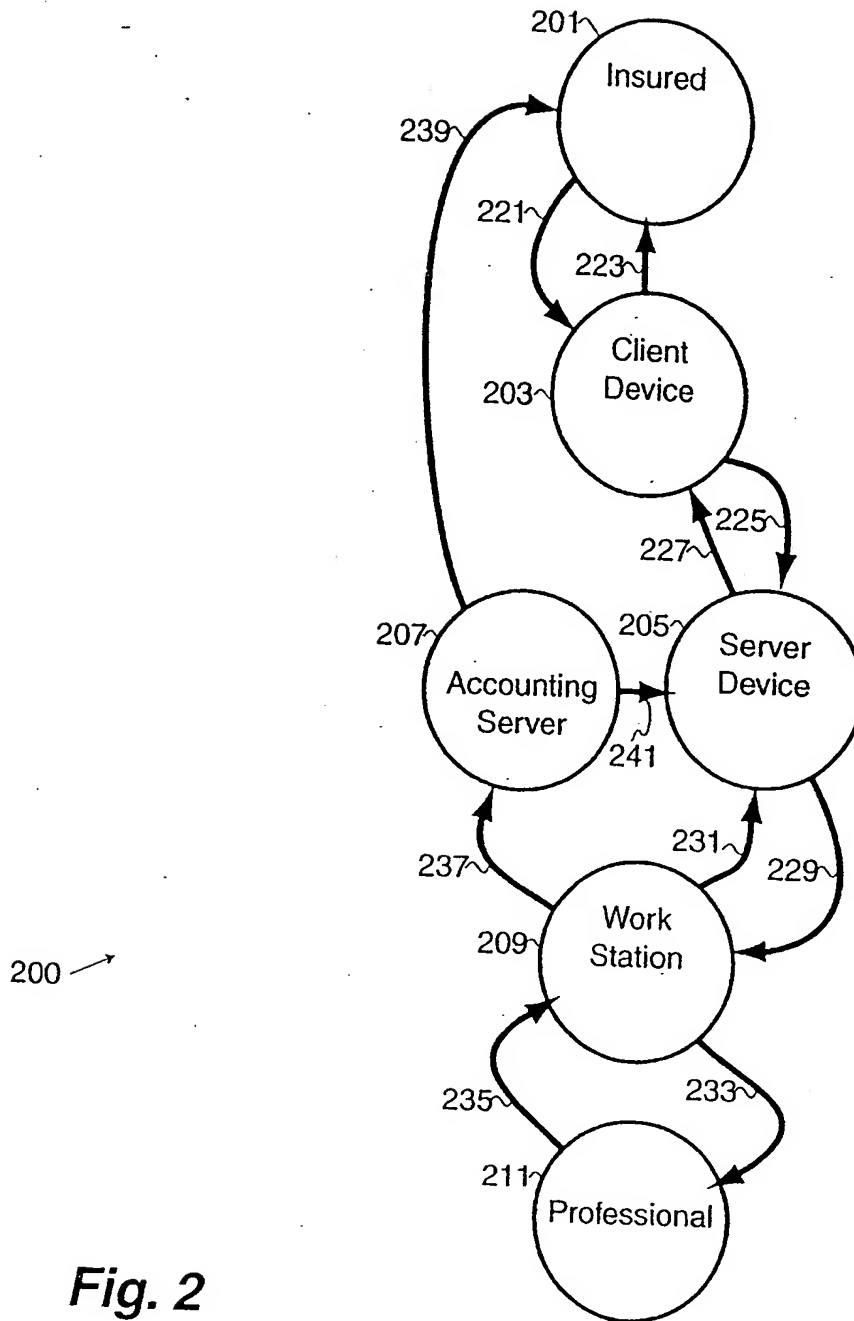 201
Insured
239
221
223
Client
Device
203
225
227
207
205
Server
Device
Accounting
Server
241
231
237
229
Work
Station
209
200
235
233
211
Professional
Fig. 2